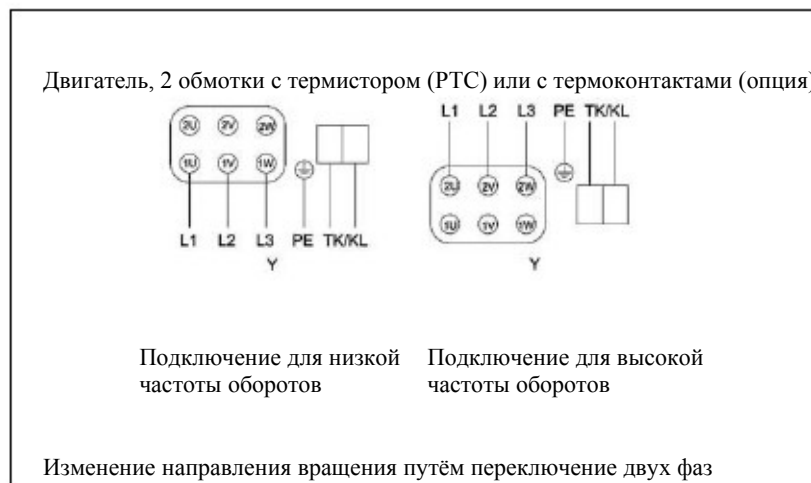 Двигатель, 2 обмотки с термистором (PTC) или с термоконтактами (опция)
L1 L2 L3 PE TK/KL
2U 2V 2W
1U 1V 1W
L1 L2 L3 PE TK/KL
Y
2U 2V 2W
1U 1V 1W
Y
Подключение для низкой
частоты оборотов
Подключение для высокой
частоты оборотов
Изменение направления вращения путём переключение двух фаз